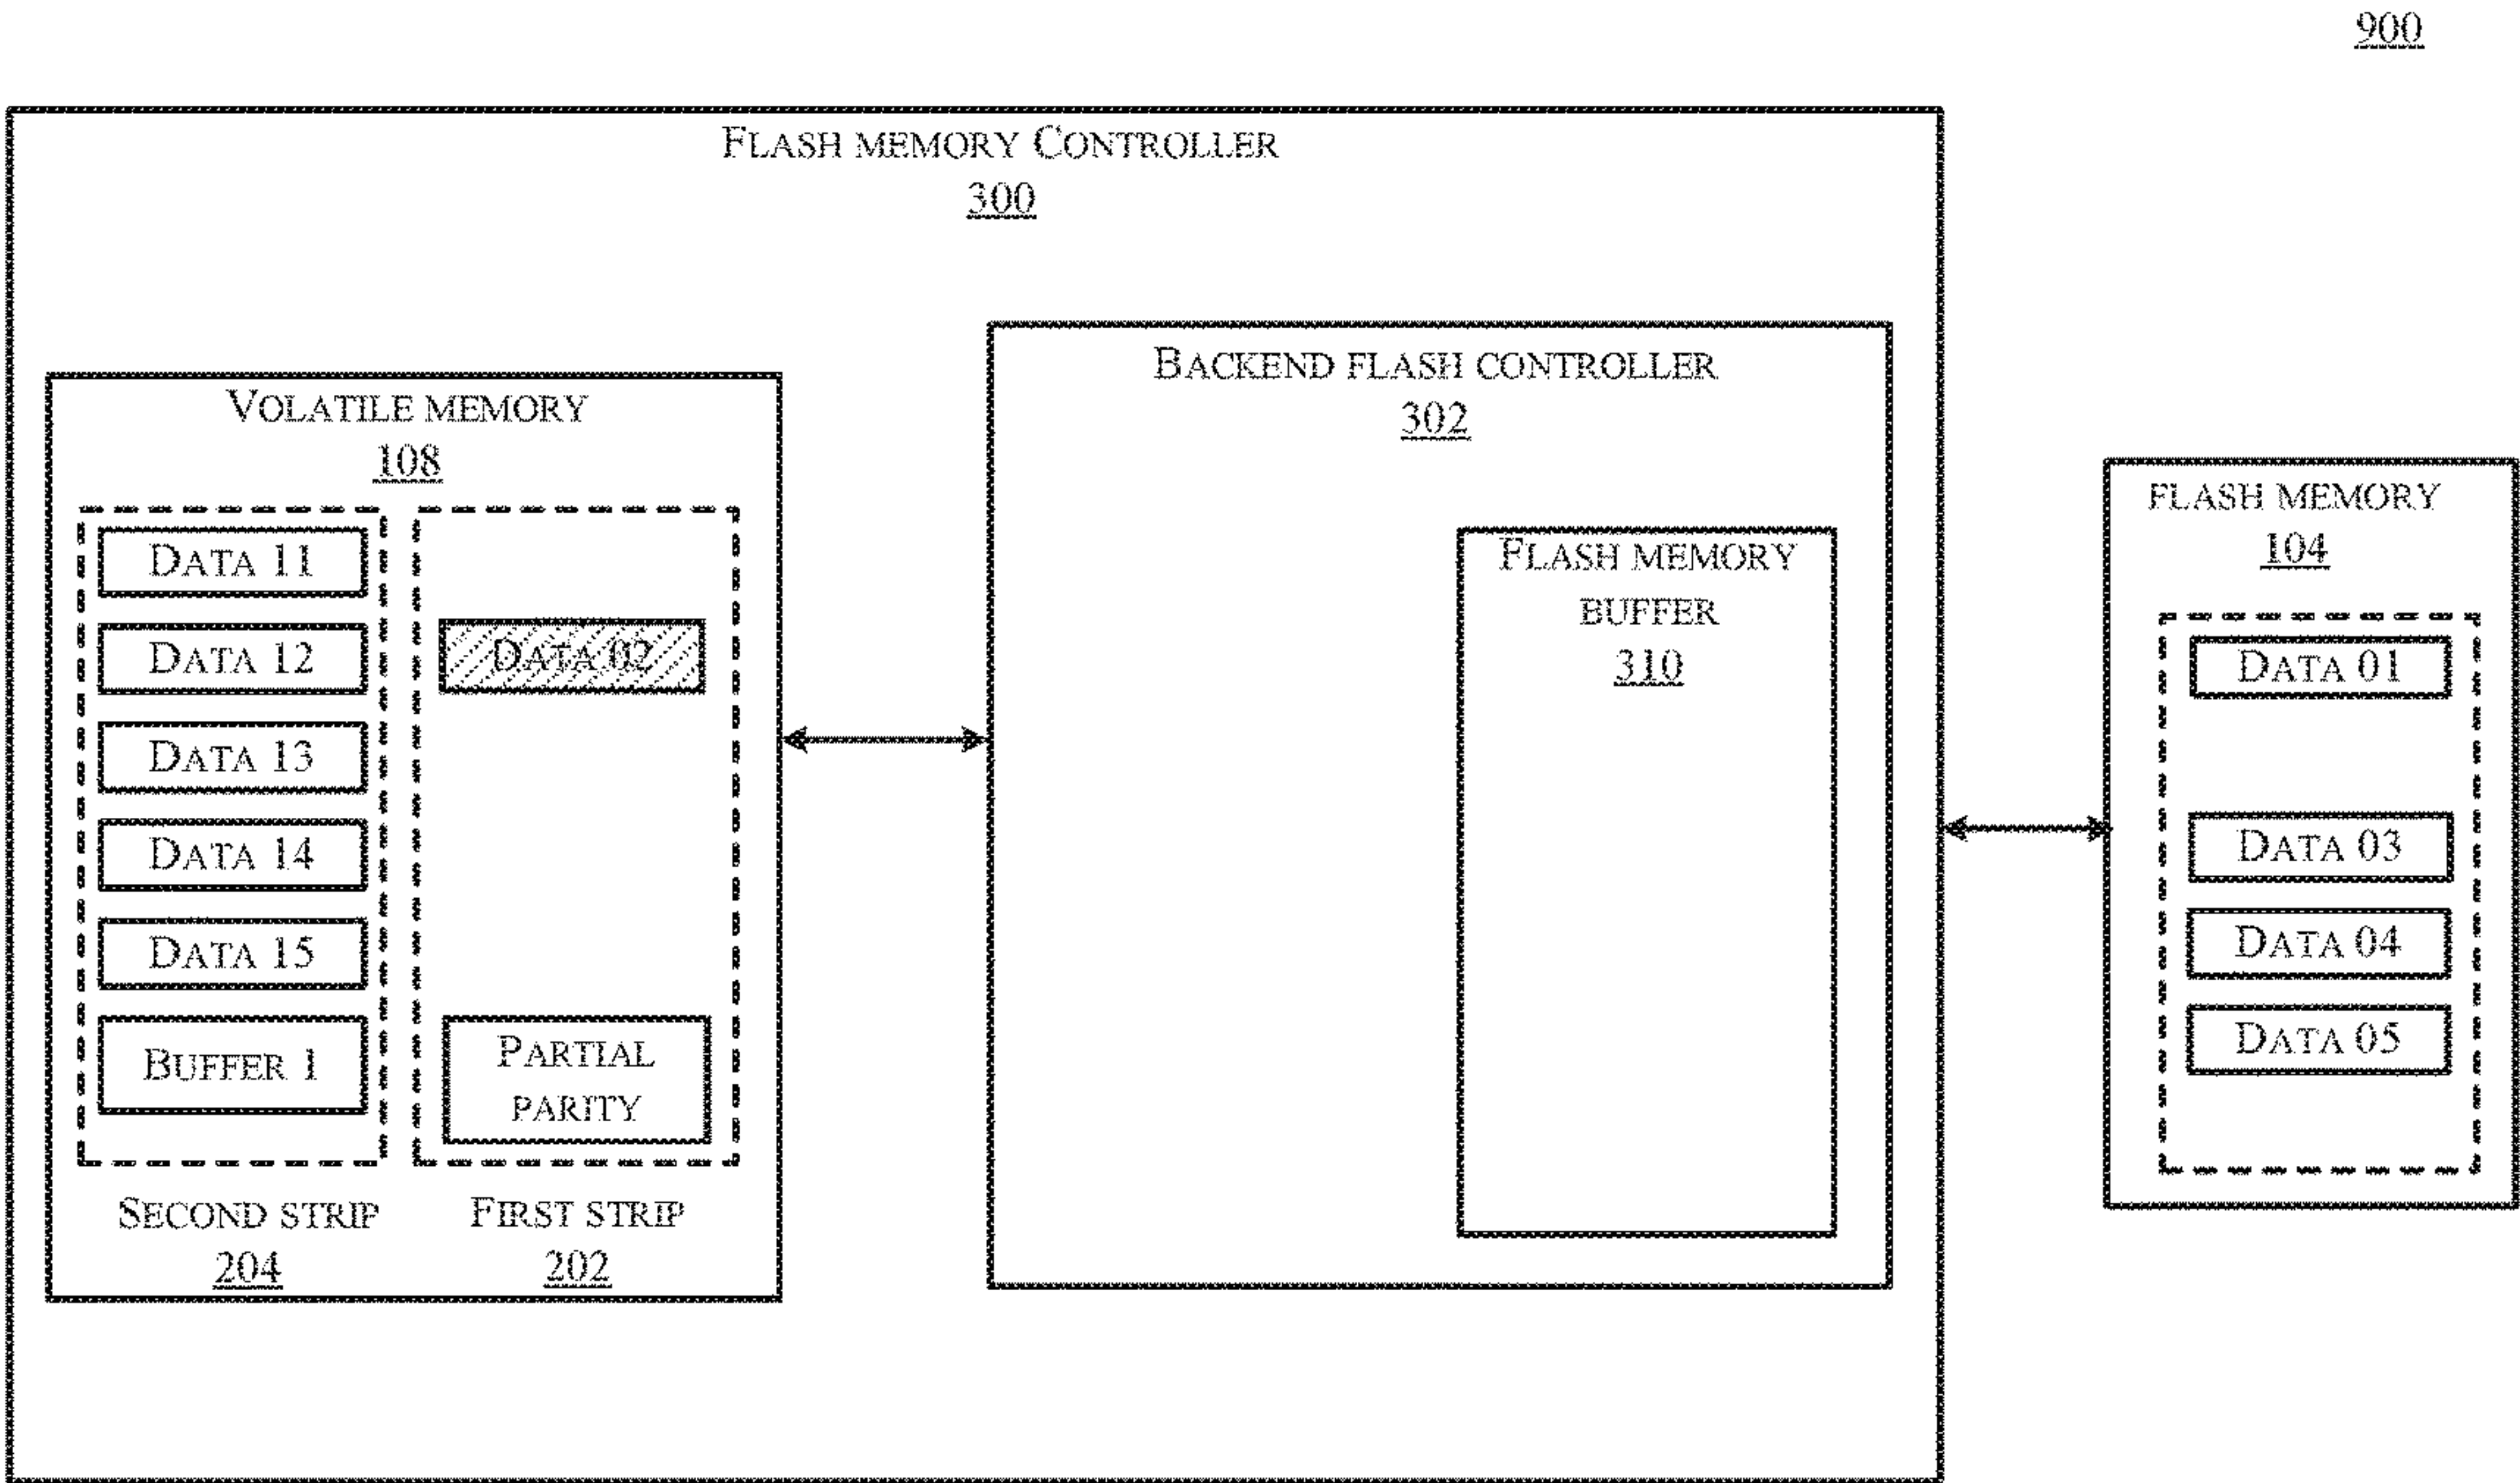 900
FLASH MEMORY CONTROLLER
300
VOLATILE MEMORY
108
DATA 11
DATA 12
DATA 13
DATA 14
DATA 15
BUFFER 1
SECOND STRIP
204
DATA 02
PARTIAL
PARITY
FIRST STRIP
202
BACKEND FLASH CONTROLLER
302
FLASH MEMORY
BUFFER
310
FLASH MEMORY
104
DATA 01
DATA 03
DATA 04
DATA 05